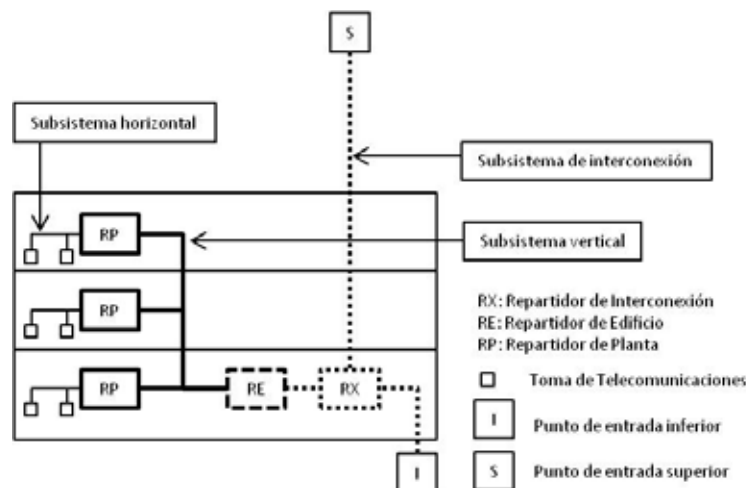 S
Subsistema horizontal
Subsistema de interconexión
RP
Subsistema vertical
RP
RX: Repartidor de Interconexión
RE: Repartidor de Edificio
RP: Repartidor de Planta
RP
RE
RX
Toma de Telecomunicaciones
I
Punto de entrada inferior
I
S
Punto de entrada superior